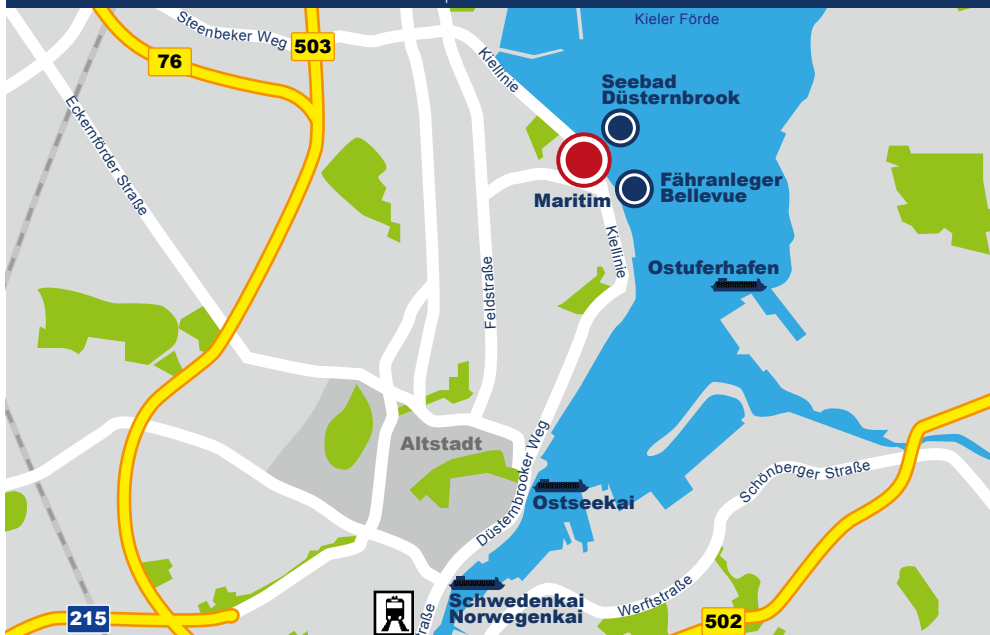 Kieler Förde
Steenbeker Weg
503
76
Kiellinie
Seebad
Düsternbrook
Eckernförder Straße
Fähranleger
Bellevue
Maritim
Kiellinie
Ostuferhafen
Feldstraße
Altstadt
Düsternbrooker Weg
Schönberger Straße
Ostseekai
Schwedenkai
Norwegenkai
Werftstraße
215
502